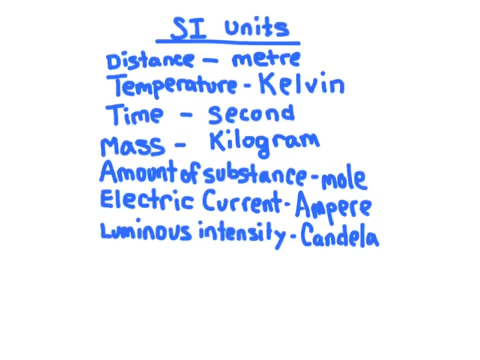 SI units
Distance - metre
Temperature - Kelvin
Time - second
Mass - Kilogram
Amount of substance - mole
Electric Current - Ampere
Luminous intensity - Candela